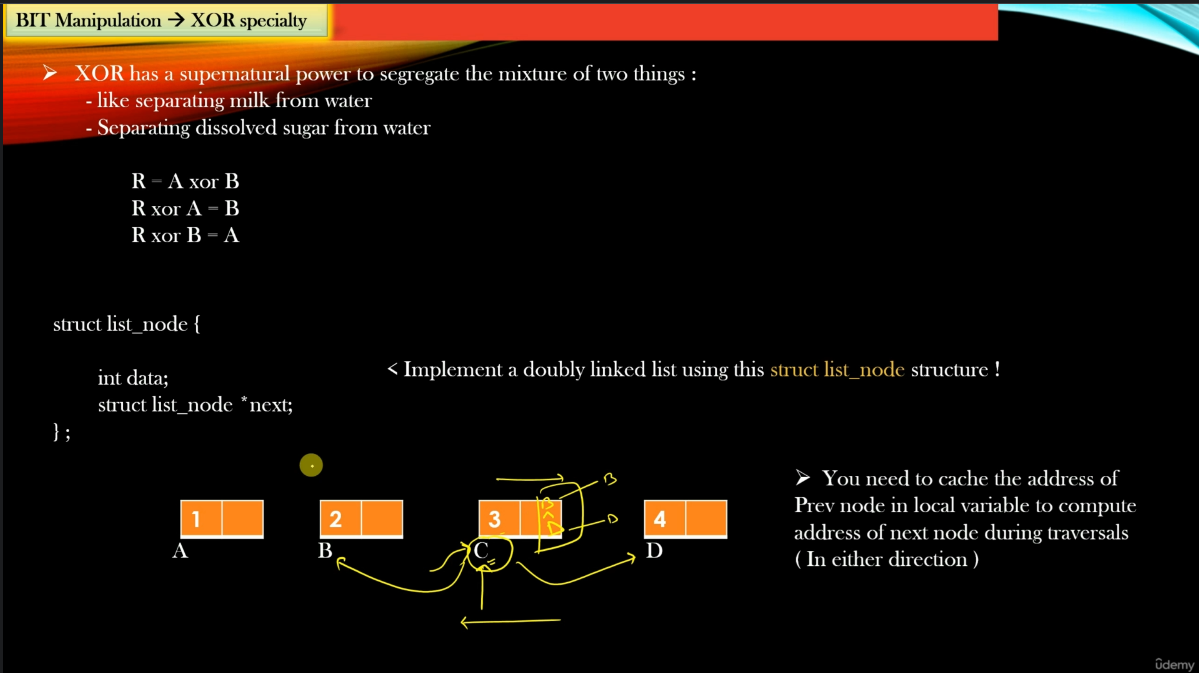 BIT Manipulation → XOR specialty
➢ XOR has a supernatural power to segregate the mixture of two things :
- like separating milk from water
- Separating dissolved sugar from water
R = A xor B
R xor A = B
R xor B = A
struct list_node {
int data;
struct list_node *next;
} ;
< Implement a doubly linked list using this struct list_node structure !
1 2 3 B ^ D 4
B
D
A B C D
➢ You need to cache the address of
Prev node in local variable to compute
address of next node during traversals
( In either direction )
ûdemy